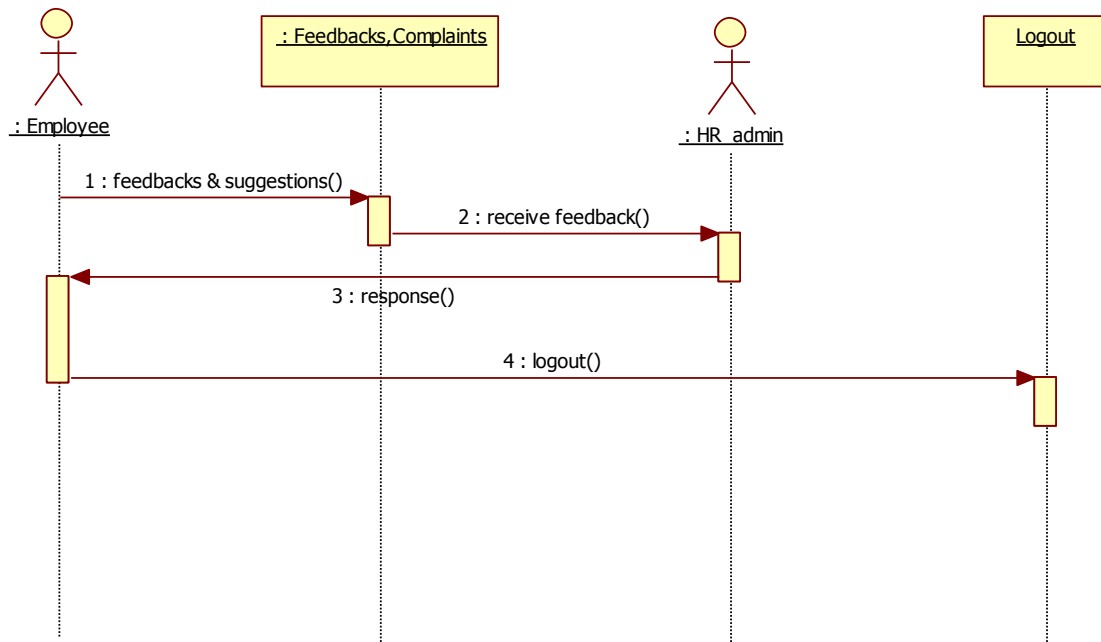 : Feedbacks,Complaints
Logout
: Employee
: HR_admin
1 : feedbacks & suggestions()
2 : receive feedback()
3 : response()
4 : logout()